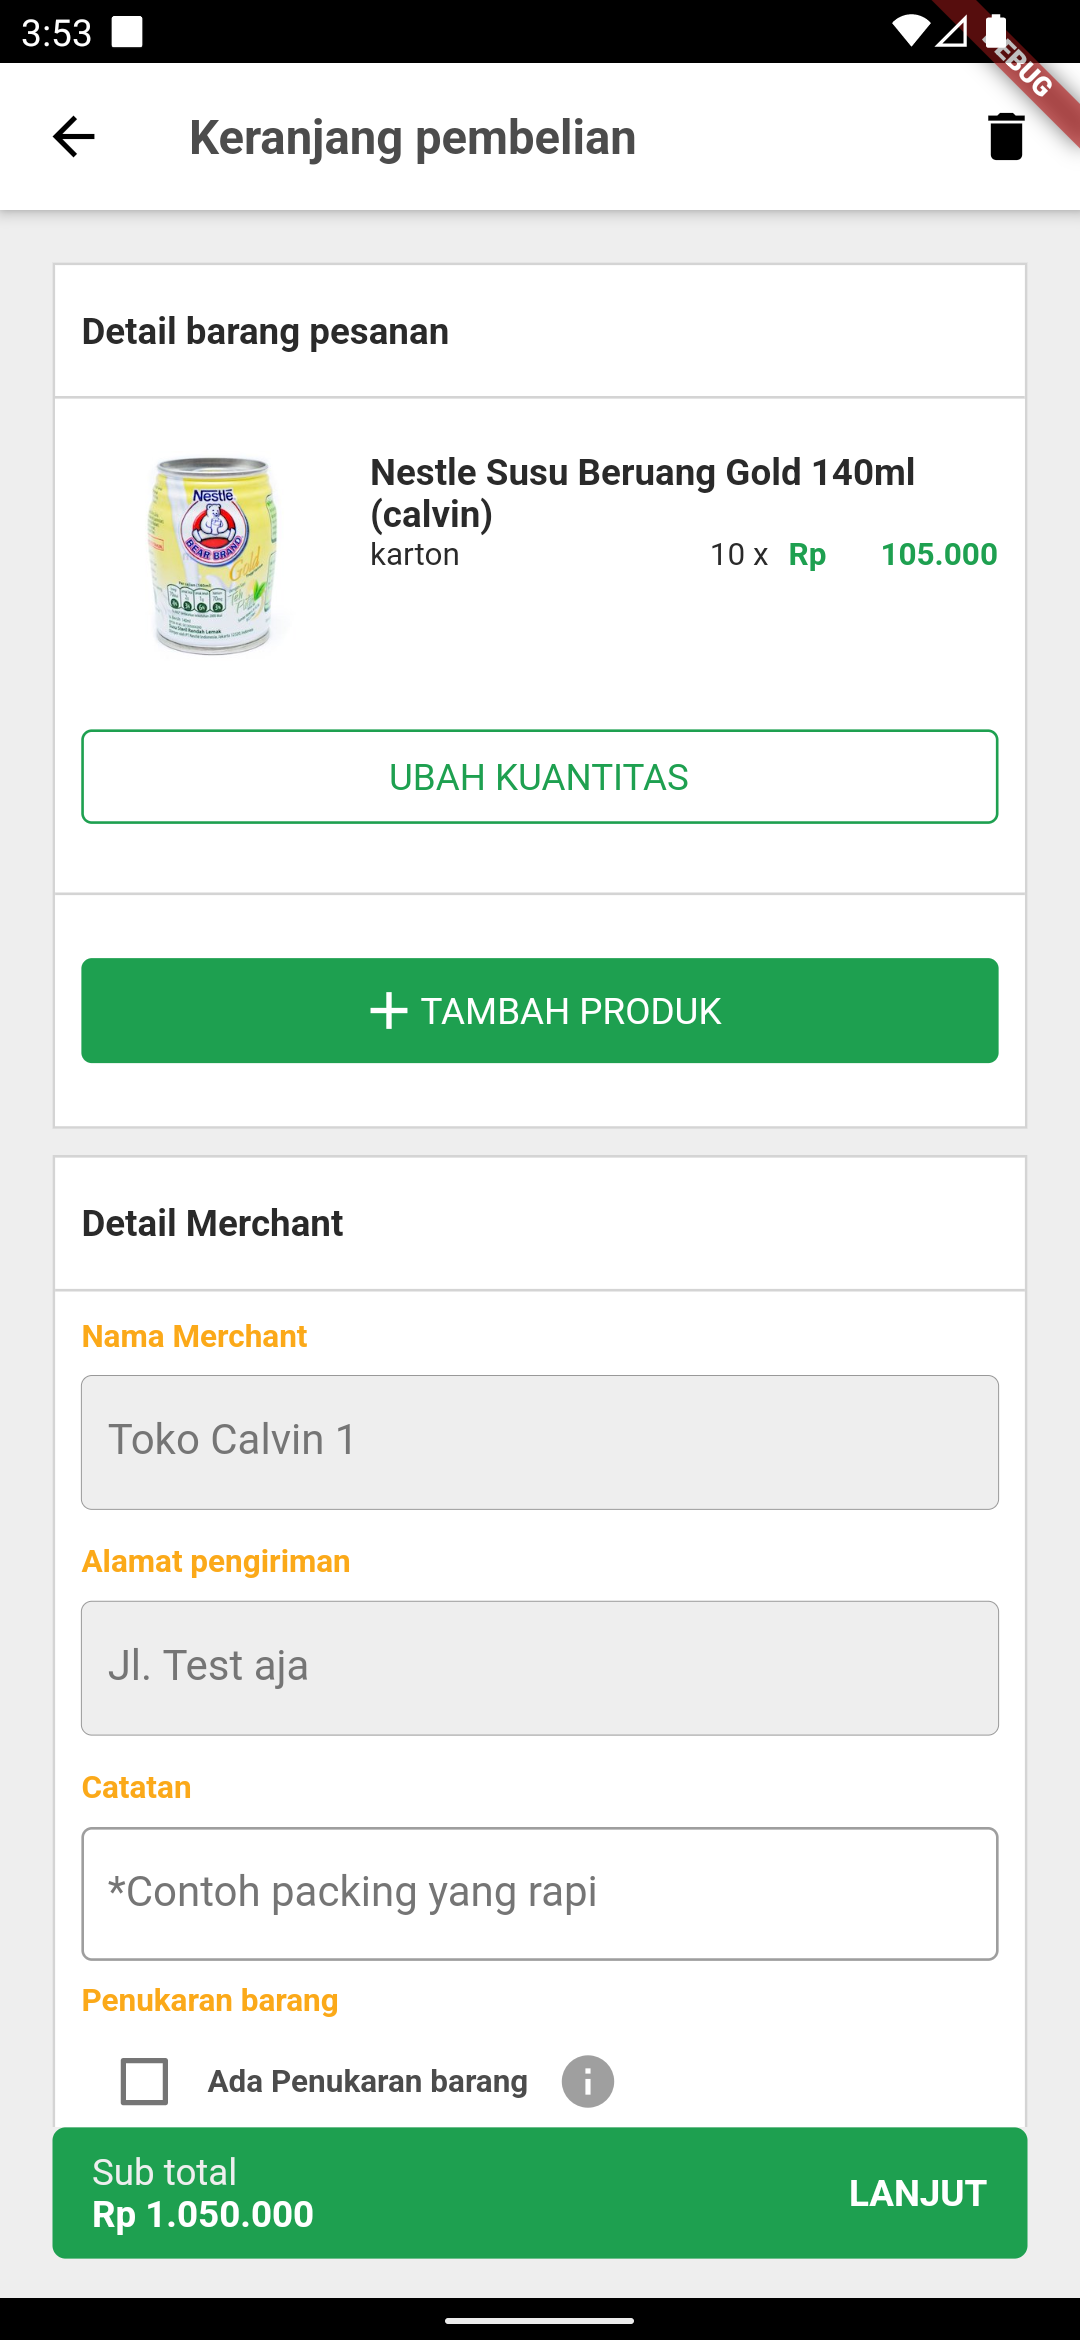 3:53
DEBUG
Keranjang pembelian
Detail barang pesanan
Nestle Susu Beruang Gold 140ml
(calvin)
karton 10 x Rp 105.000
Nestlé
BEAR BRAND
Gold
UBAH KUANTITAS
+ TAMBAH PRODUK
Detail Merchant
Nama Merchant
Toko Calvin 1
Alamat pengiriman
Jl. Test aja
Catatan
*Contoh packing yang rapi
Penukaran barang
Ada Penukaran barang
Sub total
Rp 1.050.000
LANJUT